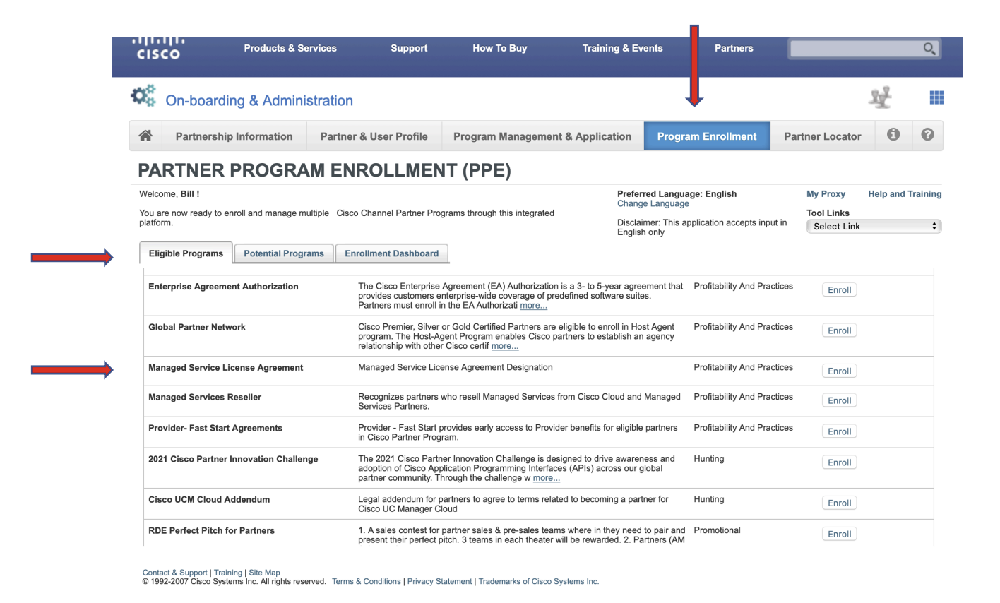 CISCO
Products & Services
Support
How To Buy
Training & Events
Partners
On-boarding & Administration
Partnership Information
Partner & User Profile
Program Management & Application
Program Enrollment
Partner Locator
PARTNER PROGRAM ENROLLMENT (PPE)
Welcome, Bill !
You are now ready to enroll and manage multiple Cisco Channel Partner Programs through this integrated
platform.
Preferred Language: English
Change Language
Disclaimer: This application accepts input in
English only
My Proxy
Help and Training
Tool Links
Select Link
Eligible Programs
Potential Programs
Enrollment Dashboard
Enterprise Agreement Authorization
The Cisco Enterprise Agreement (EA) Authorization is a 3- to 5-year agreement that
provides customers enterprise-wide coverage of predefined software suites.
Partners must enroll in the EA Authorizati more...
Profitability And Practices
Enroll
Global Partner Network
Cisco Premier, Silver or Gold Certified Partners are eligible to enroll in Host Agent
program. The Host-Agent Program enables Cisco partners to establish an agency
relationship with other Cisco certif more...
Profitability And Practices
Enroll
Managed Service License Agreement
Managed Service License Agreement Designation
Profitability And Practices
Enroll
Managed Services Reseller
Recognizes partners who resell Managed Services from Cisco Cloud and Managed
Services Partners.
Profitability And Practices
Enroll
Provider- Fast Start Agreements
Provider - Fast Start provides early access to Provider benefits for eligible partners
in Cisco Partner Program.
Profitability And Practices
Enroll
2021 Cisco Partner Innovation Challenge
The 2021 Cisco Partner Innovation Challenge is designed to drive awareness and
adoption of Cisco Application Programming Interfaces (APIs) across our global
partner community. Through the challenge w more...
Hunting
Enroll
Cisco UCM Cloud Addendum
Legal addendum for partners to agree to terms related to becoming a partner for
Cisco UC Manager Cloud
Hunting
Enroll
RDE Perfect Pitch for Partners
1. A sales contest for partner sales & pre-sales teams where in they need to pair and
present their perfect pitch. 3 teams in each theater will be rewarded. 2. Partners (AM
Promotional
Enroll
Contact & Support | Training | Site Map
© 1992-2007 Cisco Systems Inc. All rights reserved. Terms & Conditions | Privacy Statement | Trademarks of Cisco Systems Inc.